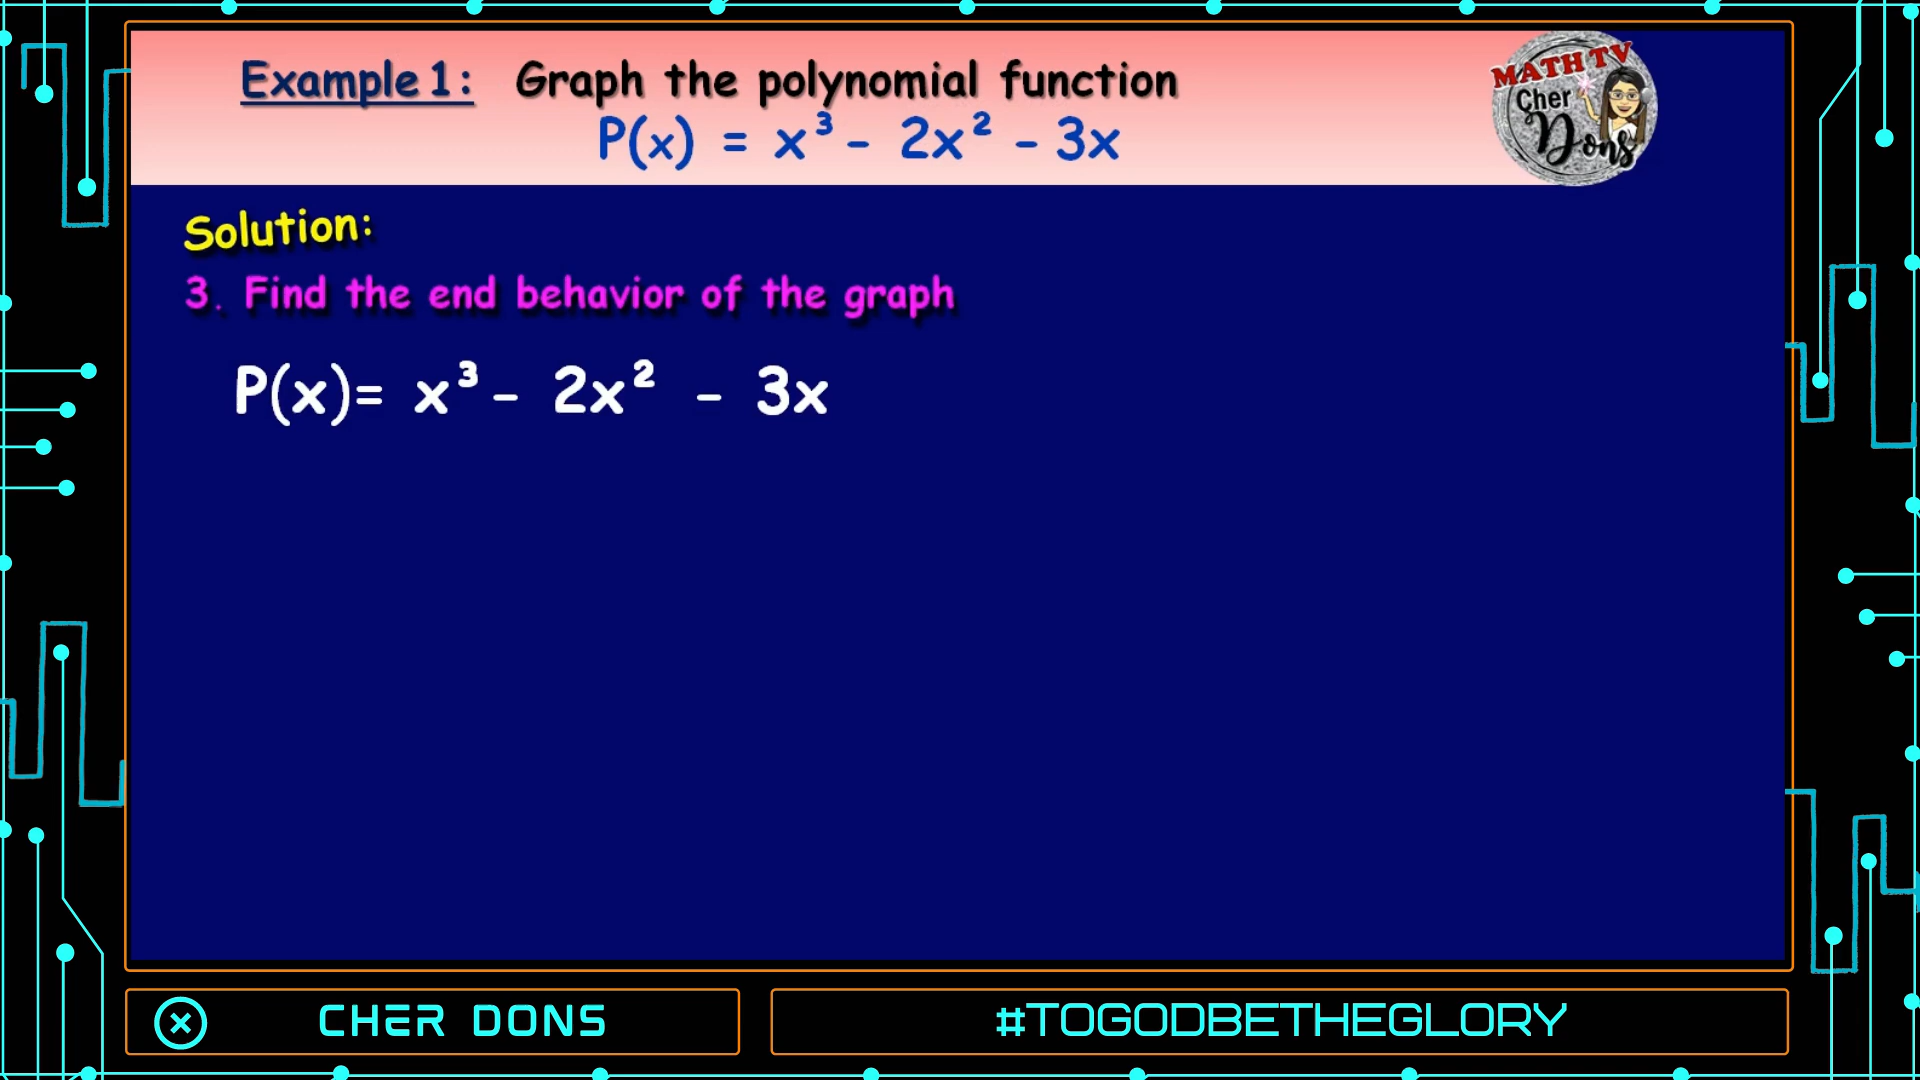 Example 1: Graph the polynomial function
P(x) = x³ - 2x² - 3x
MATH TV
Cher
Dons
Solution:
3. Find the end behavior of the graph
P(x)= x³ - 2x² - 3x
CHER DONS
#TOGODBETHEGLORY